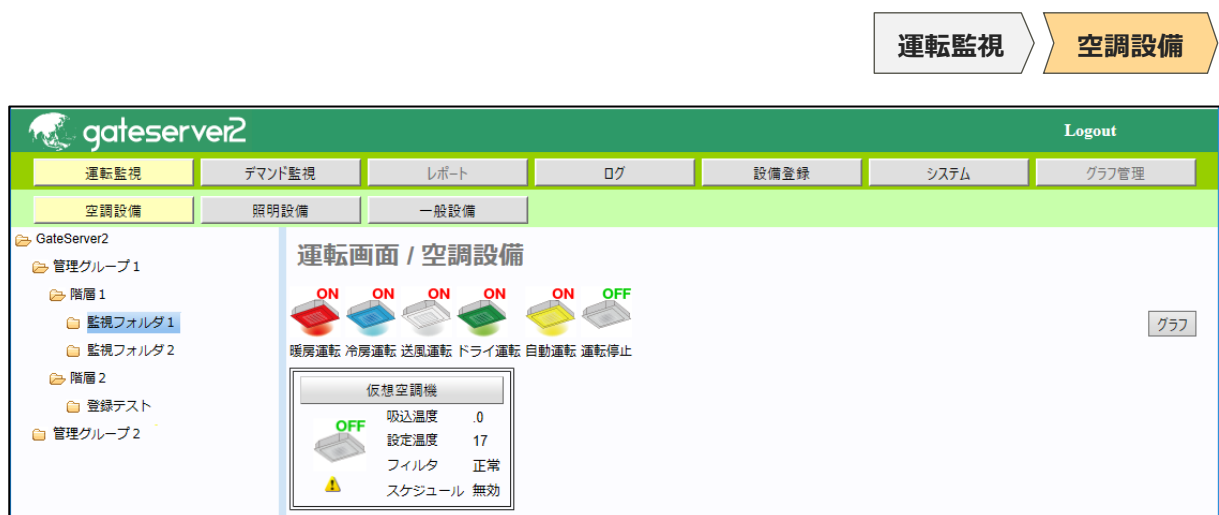 運転監視 空調設備
gateserver2 Logout
運転監視 デマンド監視 レポート ログ 設備登録 システム グラフ管理
空調設備 照明設備 一般設備
GateServer2
管理グループ1
階層1
監視フォルダ1
監視フォルダ2
階層2
登録テスト
管理グループ2
運転画面 / 空調設備
ON ON ON ON ON OFF
暖房運転 冷房運転 送風運転 ドライ運転 自動運転 運転停止
グラフ
仮想空調機
OFF
吸込温度 .0
設定温度 17
フィルタ 正常
スケジュール 無効